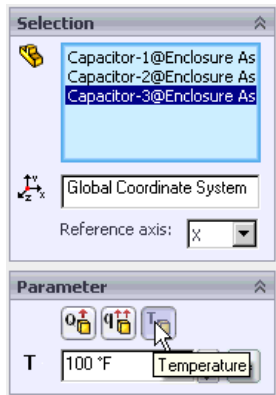 Selection
Capacitor-1@Enclosure As
Capacitor-2@Enclosure As
Capacitor-3@Enclosure As
Global Coordinate System
Reference axis: X
Parameter
T 100 °F
Temperature